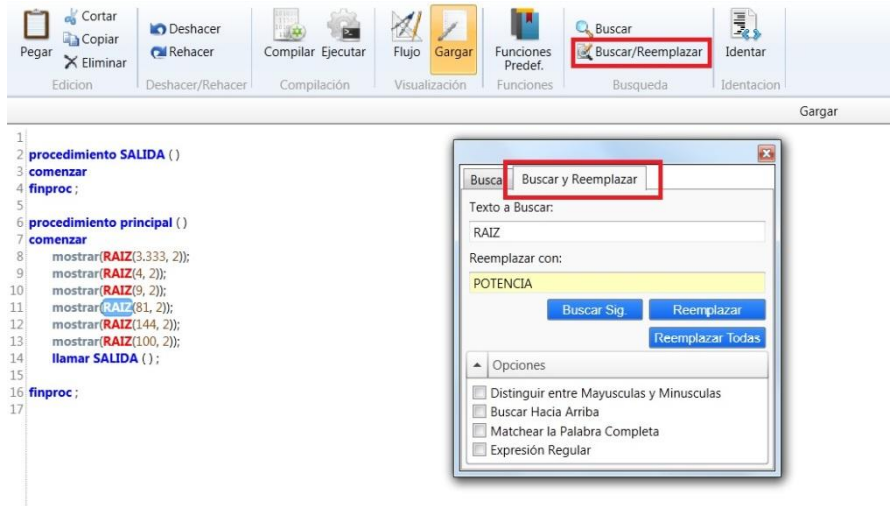 Pegar
Cortar
Copiar
Eliminar
Edicion
Deshacer
Rehacer
Deshacer/Rehacer
Compilar Ejecutar
Compilación
Flujo Gargar
Visualización
Funciones
Predef.
Funciones
Buscar
Buscar/Reemplazar
Busqueda
Identar
Identacion
Gargar
1
2 procedimiento SALIDA ( )
3 comenzar
4 finproc ;
5
6 procedimiento principal ( )
7 comenzar
8 mostrar(RAIZ(3.333, 2));
9 mostrar(RAIZ(4, 2));
10 mostrar(RAIZ(9, 2));
11 mostrar(RAIZ(81, 2));
12 mostrar(RAIZ(144, 2));
13 mostrar(RAIZ(100, 2));
14 llamar SALIDA ( ) ;
15
16 finproc ;
17
Busca Buscar y Reemplazar
Texto a Buscar:
RAIZ
Reemplazar con:
POTENCIA
Buscar Sig. Reemplazar
Reemplazar Todas
Opciones
Distinguir entre Mayusculas y Minusculas
Buscar Hacia Arriba
Matchear la Palabra Completa
Expresión Regular